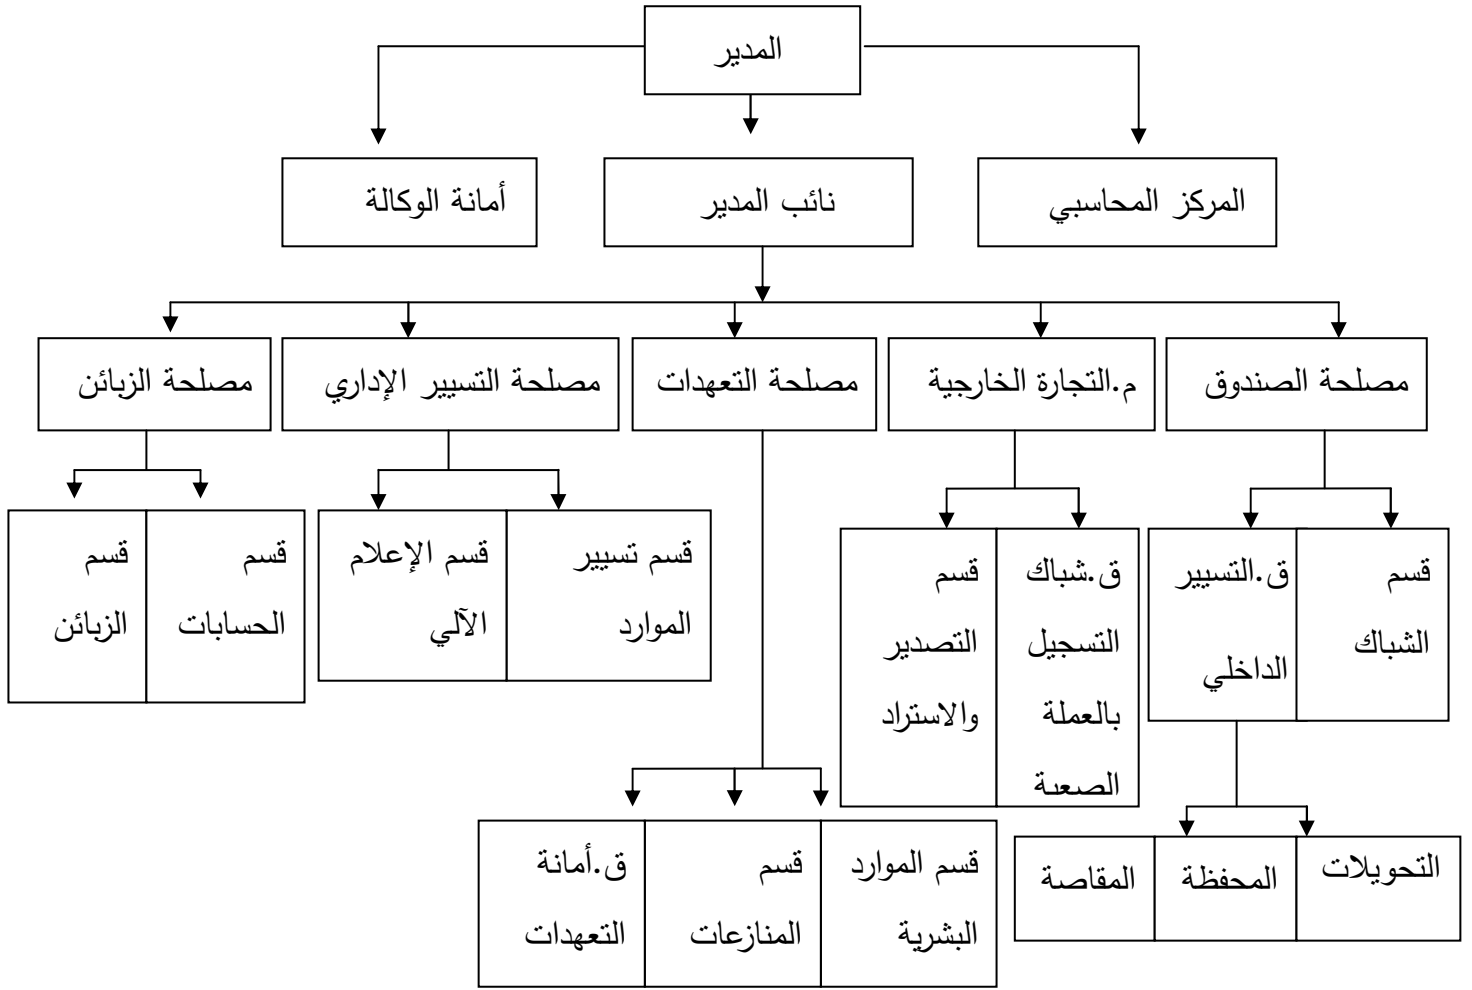 المدير
المركز المحاسبي
نائب المدير
أمانة الوكالة
مصلحة الصندوق
م.التجارة الخارجية
مصلحة التعهدات
مصلحة التسيير الإداري
مصلحة الزبائن
قسم
الشباك
ق.التسيير
الداخلي
ق.شباك
التسجيل
بالعملة
الصعبة
قسم
التصدير
والاستراد
قسم تسيير
الموارد
قسم الإعلام
الآلي
قسم
الحسابات
قسم
الزبائن
التحويلات
المحفظة
المقاصة
قسم الموارد
البشرية
قسم
المنازعات
ق.أمانة
التعهدات